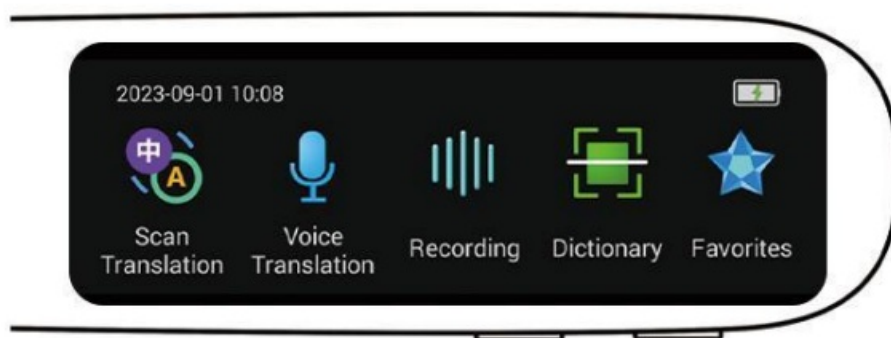 2023-09-01 10:08
中
A
Scan
Translation
Voice
Translation
Recording
Dictionary
Favorites